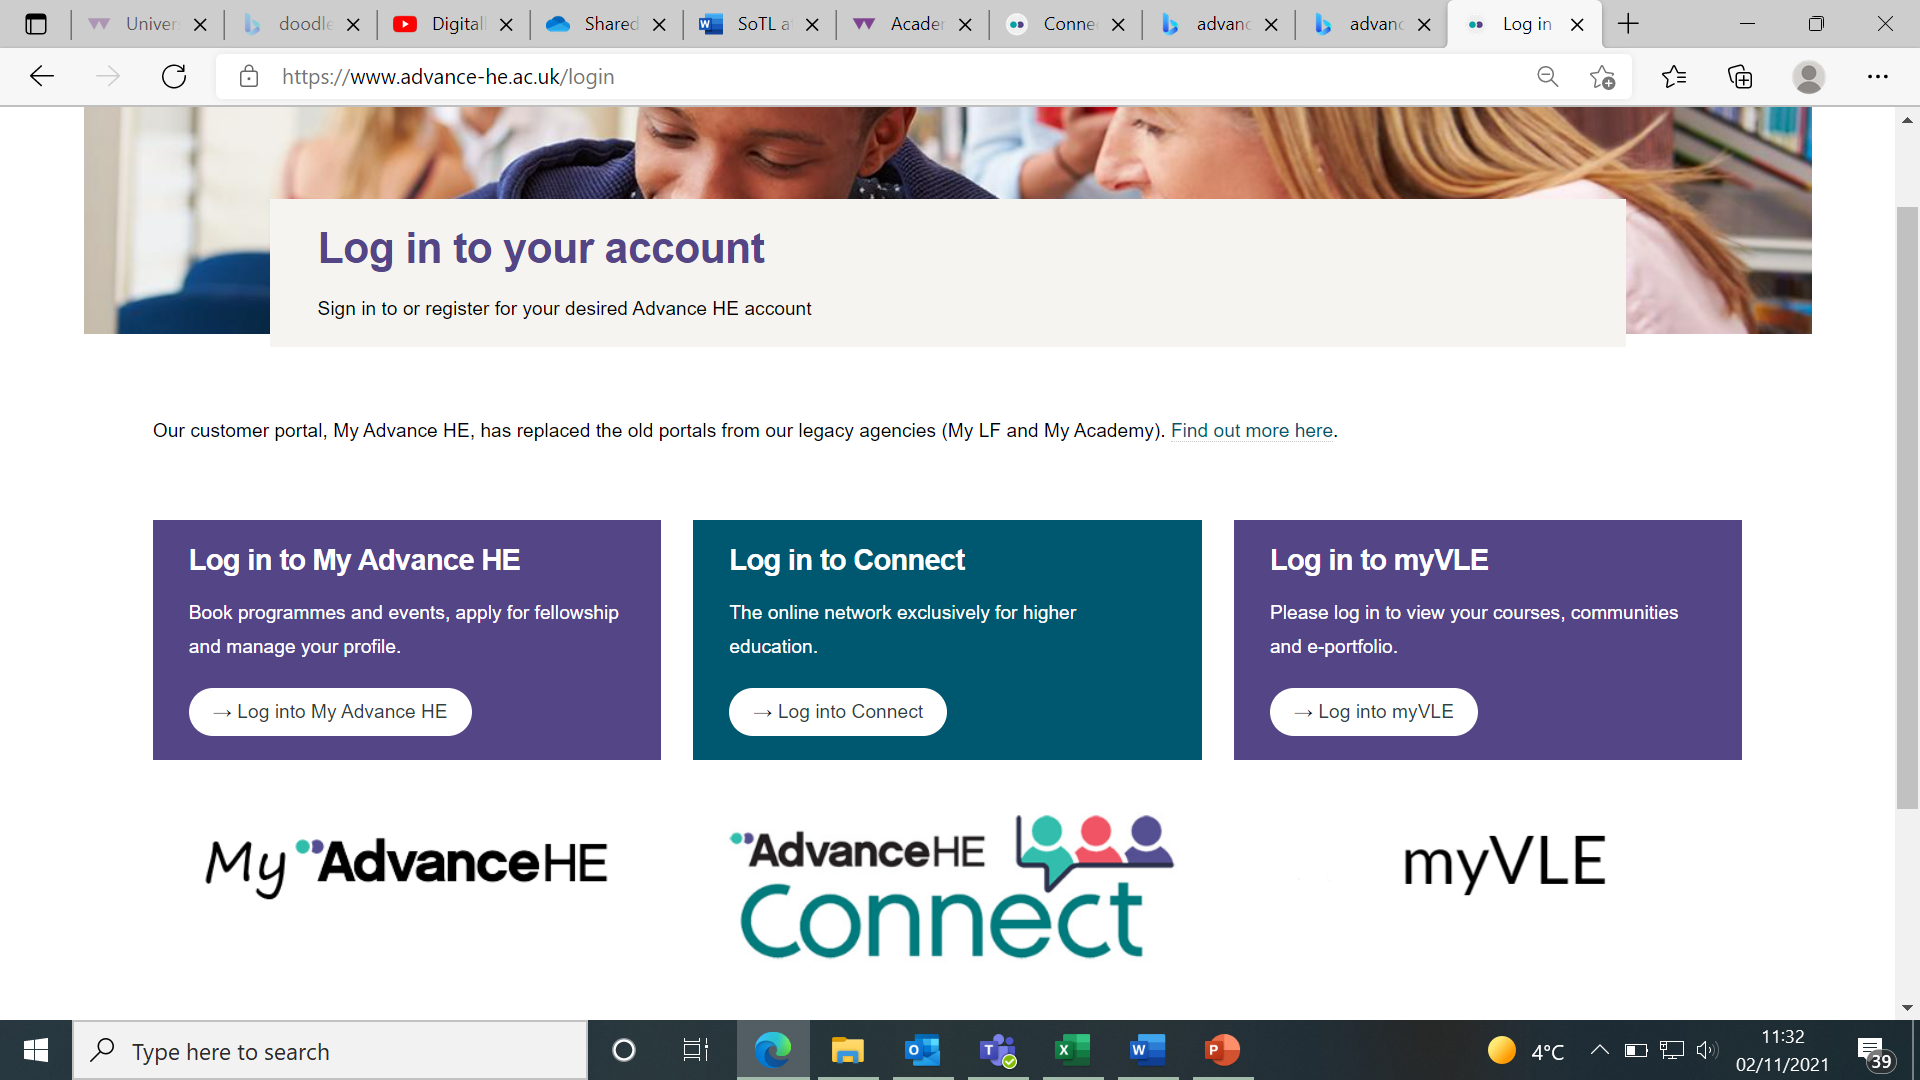 Univer
doodle
Digitall
Shared
SoTL at
Acader
Conne
advanc
advanc
Log in
https://www.advance-he.ac.uk/login
Log in to your account
Sign in to or register for your desired Advance HE account
Our customer portal, My Advance HE, has replaced the old portals from our legacy agencies (My LF and My Academy). Find out more here.
Log in to My Advance HE
Book programmes and events, apply for fellowship
and manage your profile.
→ Log into My Advance HE
Log in to Connect
The online network exclusively for higher
education.
→ Log into Connect
Log in to myVLE
Please log in to view your courses, communities
and e-portfolio.
→ Log into myVLE
My AdvanceHE
AdvanceHE
Connect
myVLE
Type here to search
4°C
11:32
02/11/2021
39